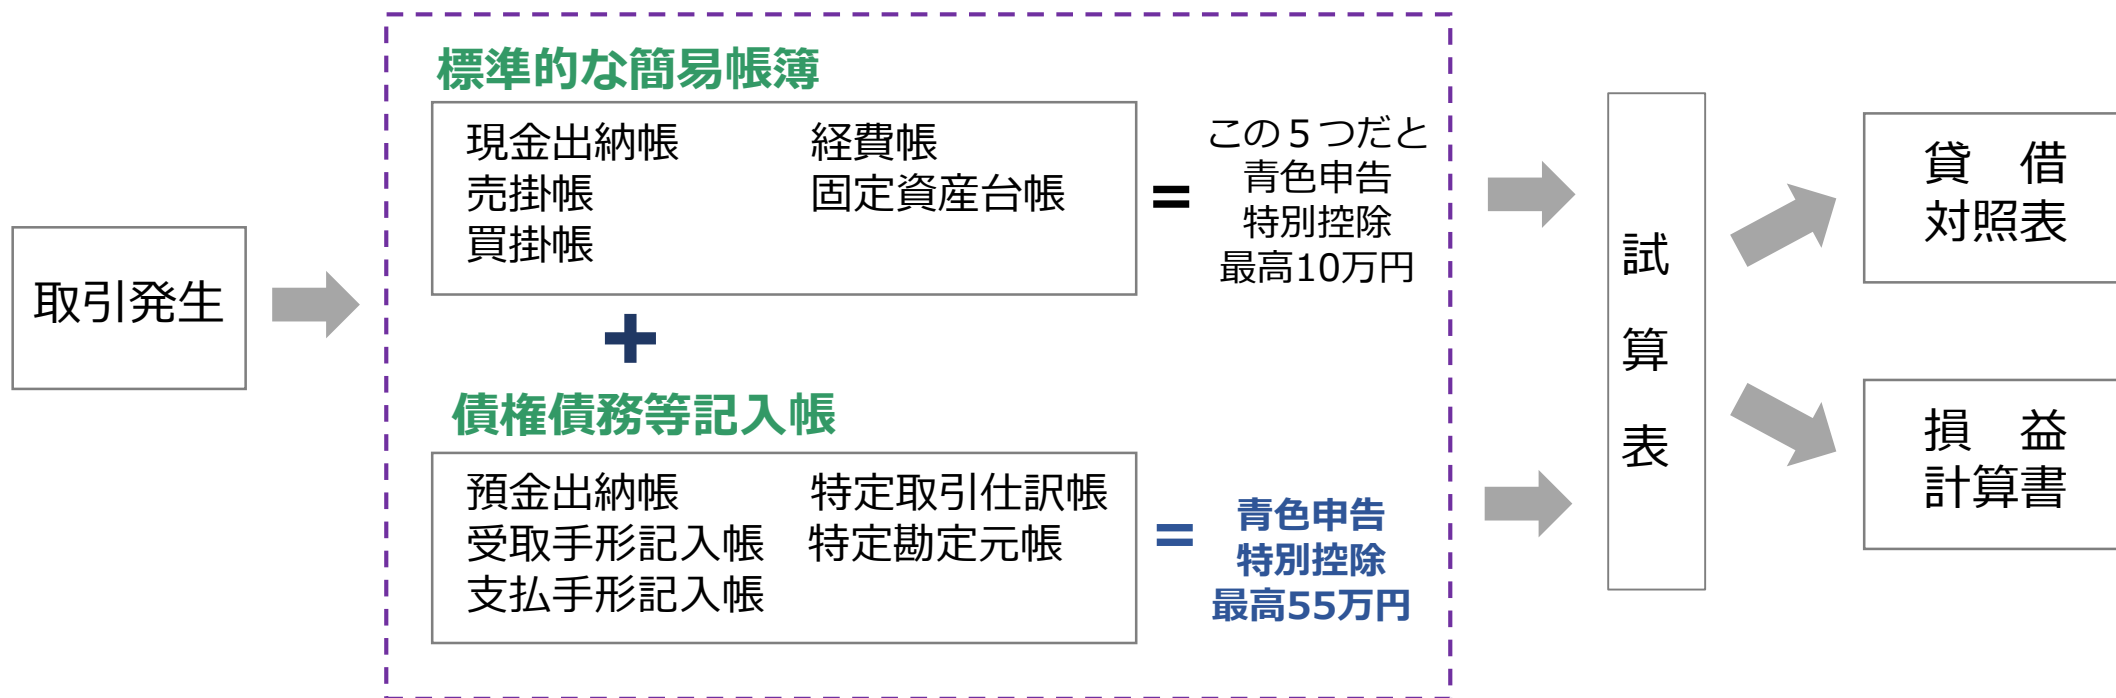 取引発生
標準的な簡易帳簿
現金出納帳 経費帳
売掛帳 固定資産台帳
買掛帳
=
この５つだと
青色申告
特別控除
最高10万円
+
債権債務等記入帳
預金出納帳 特定取引仕訳帳
受取手形記入帳 特定勘定元帳
支払手形記入帳
=
青色申告
特別控除
最高55万円
試
算
表
貸　借
対照表
損　益
計算書